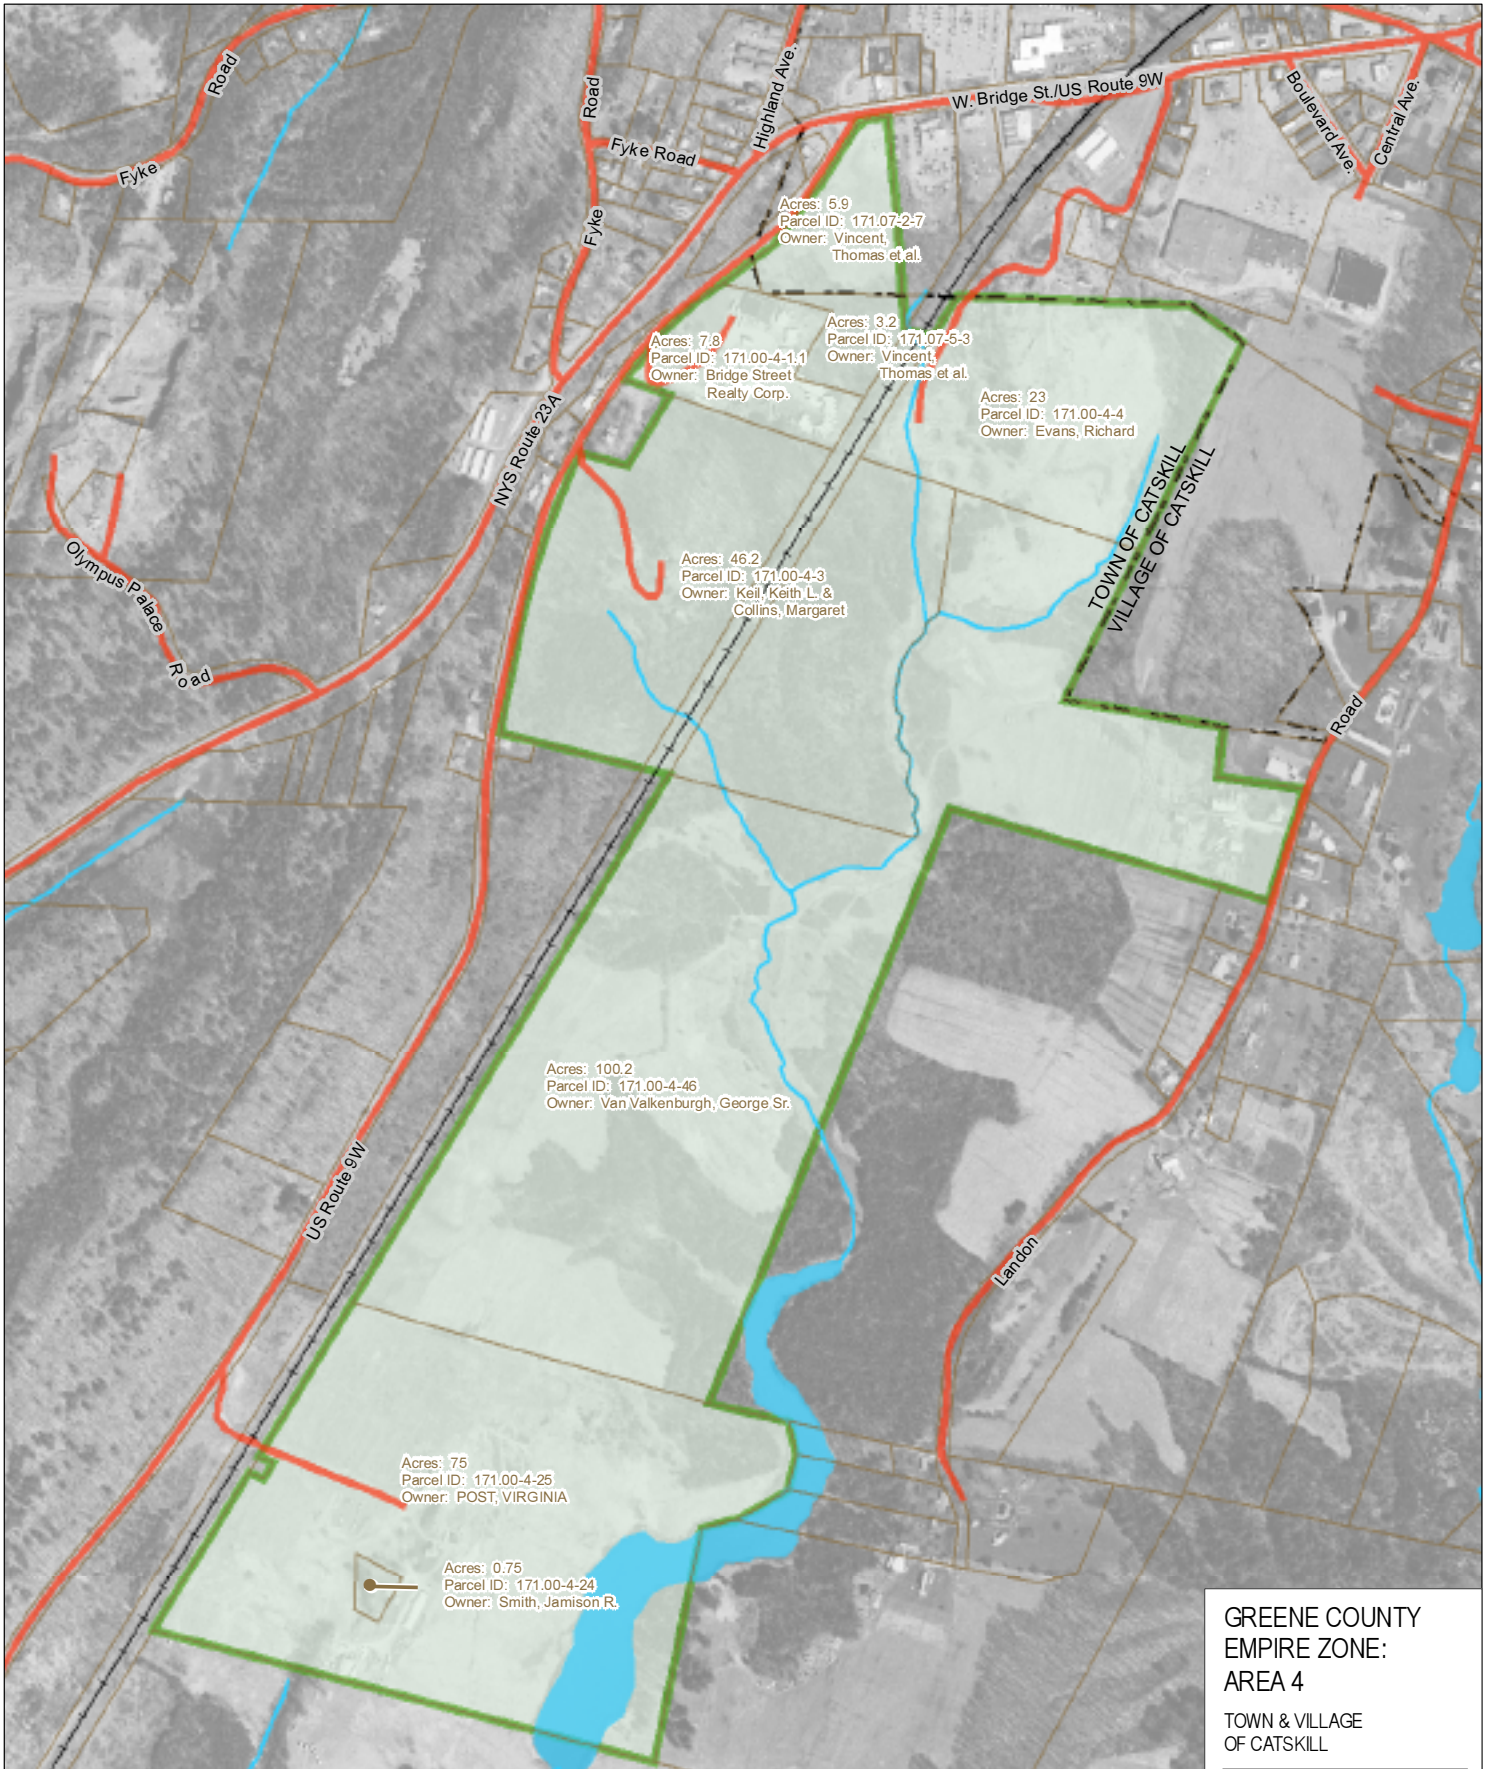 Road
Fyke
Road
Fyke
Fyke Road
Highland Ave.
W. Bridge St./US Route 9W
Boulevard Ave.
Central Ave.
Acres: 5.9
Parcel ID: 171.07-2-7
Owner: Vincent,
Thomas et al.
Acres: 7.8
Parcel ID: 171.00-4-1.1
Owner: Bridge Street
Realty Corp.
Acres: 3.2
Parcel ID: 171.07-5-3
Owner: Vincent,
Thomas et al.
Acres: 23
Parcel ID: 171.00-4-4
Owner: Evans, Richard
NYS Route 23A
TOWN OF CATSKILL
VILLAGE OF CATSKILL
Olympus Palace
Road
Acres: 46.2
Parcel ID: 171.00-4-3
Owner: Keil, Keith L. &
Collins, Margaret
Road
Acres: 100.2
Parcel ID: 171.00-4-46
Owner: Van Valkenburgh, George Sr.
US Route 9W
Landon
Acres: 75
Parcel ID: 171.00-4-25
Owner: POST, VIRGINIA
Acres: 0.75
Parcel ID: 171.00-4-24
Owner: Smith, Jamison R.
GREENE COUNTY
EMPIRE ZONE:
AREA 4
TOWN & VILLAGE
OF CATSKILL